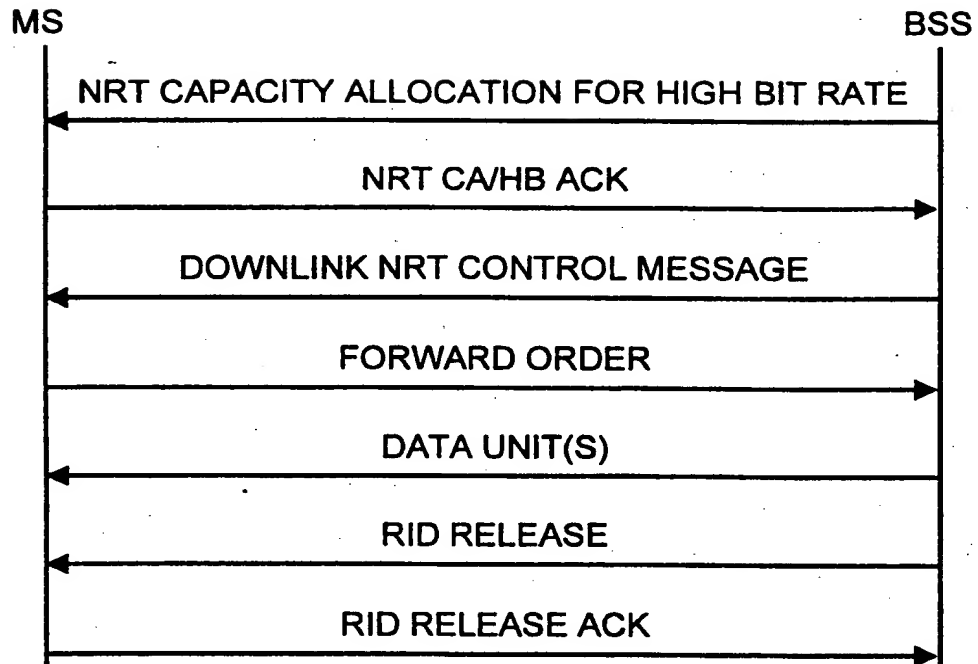 MS BSS
NRT CAPACITY ALLOCATION FOR HIGH BIT RATE
NRT CA/HB ACK
DOWNLINK NRT CONTROL MESSAGE
FORWARD ORDER
DATA UNIT(S)
RID RELEASE
RID RELEASE ACK